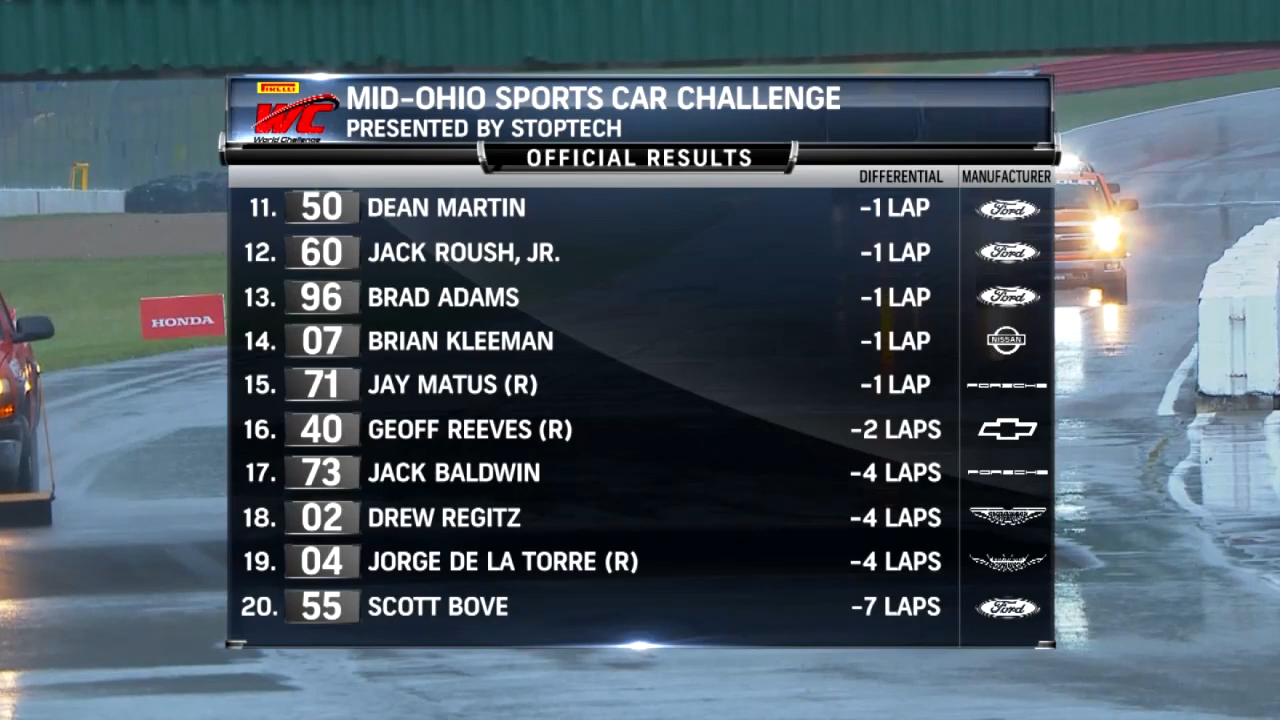 PIRELLI
WC
World Challenge
MID-OHIO SPORTS CAR CHALLENGE
PRESENTED BY STOPTECH
OFFICIAL RESULTS
DIFFERENTIAL MANUFACTURER
11. 50 DEAN MARTIN -1 LAP Ford
12. 60 JACK ROUSH, JR. -1 LAP Ford
13. 96 BRAD ADAMS -1 LAP Ford
14. 07 BRIAN KLEEMAN -1 LAP NISSAN
15. 71 JAY MATUS (R) -1 LAP PORSCHE
16. 40 GEOFF REEVES (R) -2 LAPS
17. 73 JACK BALDWIN -4 LAPS PORSCHE
18. 02 DREW REGITZ -4 LAPS
19. 04 JORGE DE LA TORRE (R) -4 LAPS
20. 55 SCOTT BOVE -7 LAPS Ford
HONDA